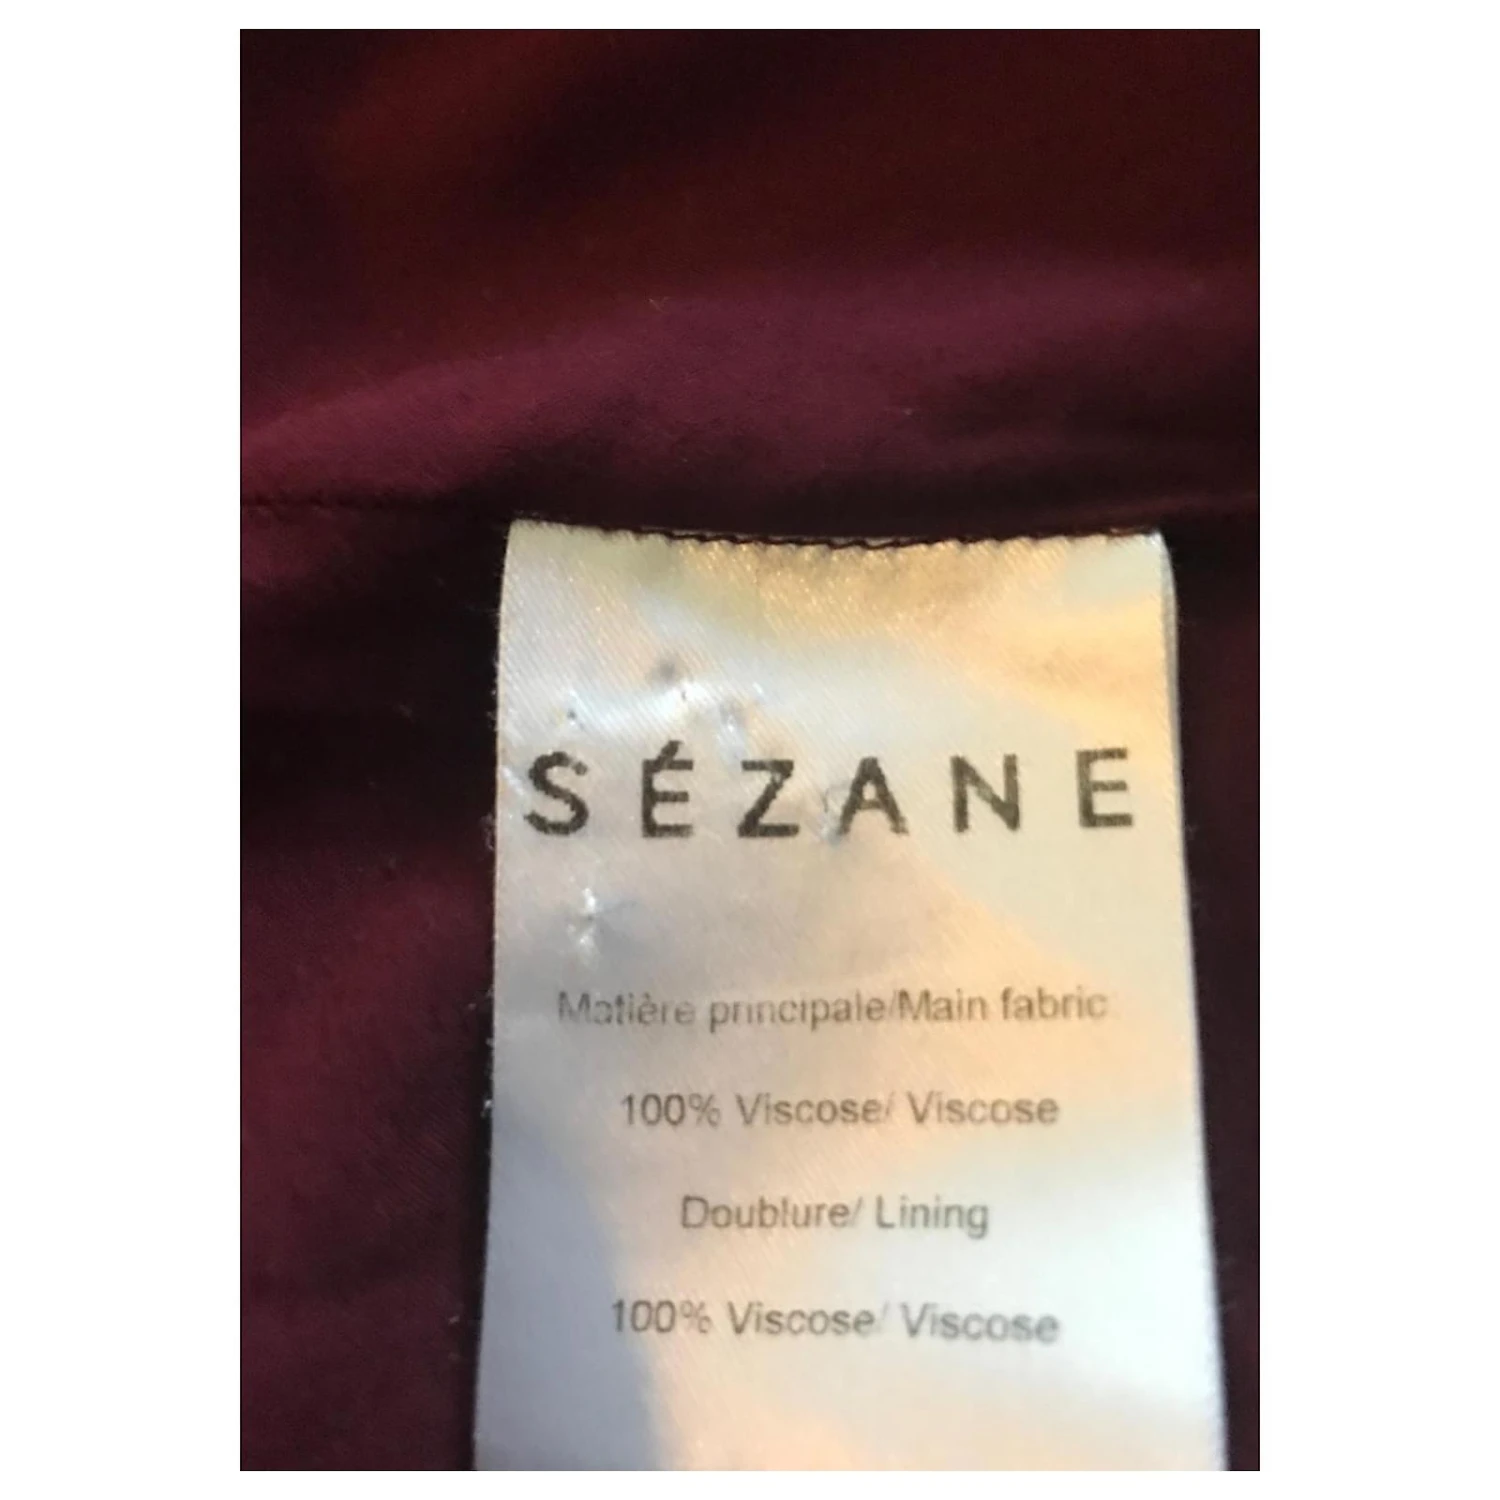 SÉZANE
Matière principale/Main fabric
100% Viscose/ Viscose
Doublure/ Lining
100% Viscose/ Viscose